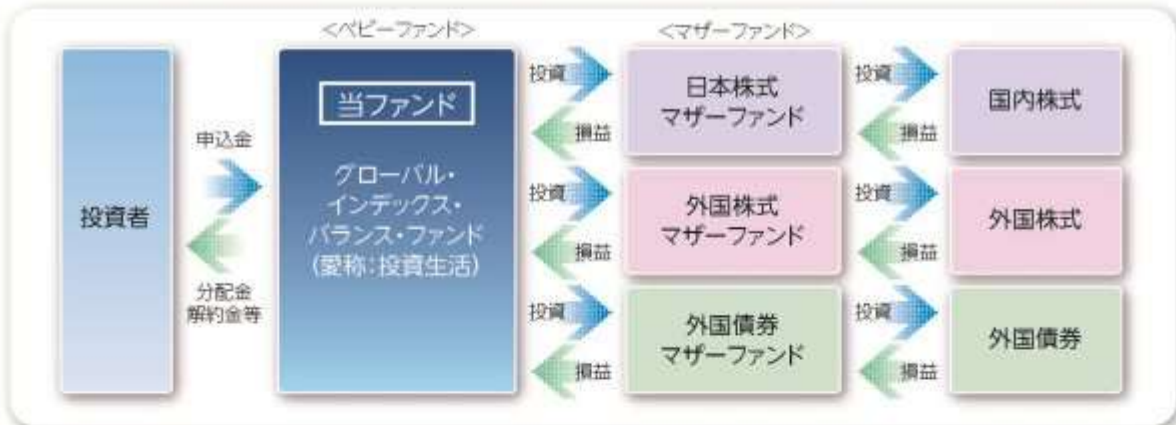 <ベビーファンド>
<マザーファンド>
投資者
申込金
分配金
解約金等
当ファンド
グローバル・
インデックス・
バランス・ファンド
(愛称:投資生活)
投資
損益
日本株式
マザーファンド
投資
損益
国内株式
投資
損益
外国株式
マザーファンド
投資
損益
外国株式
投資
損益
外国債券
マザーファンド
投資
損益
外国債券